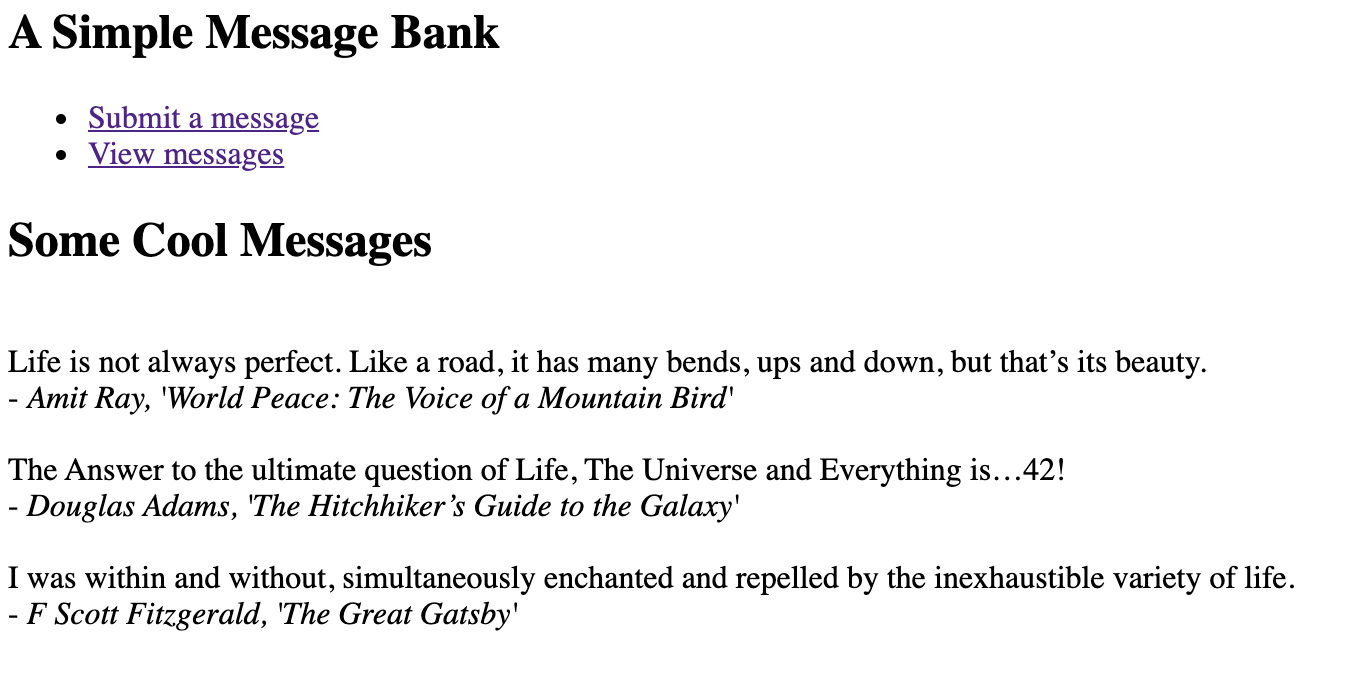 A Simple Message Bank
Submit a message
View messages
Some Cool Messages
Life is not always perfect. Like a road, it has many bends, ups and down, but that’s its beauty.
- Amit Ray, 'World Peace: The Voice of a Mountain Bird'
The Answer to the ultimate question of Life, The Universe and Everything is…42!
- Douglas Adams, 'The Hitchhiker’s Guide to the Galaxy'
I was within and without, simultaneously enchanted and repelled by the inexhaustible variety of life.
- F Scott Fitzgerald, 'The Great Gatsby'